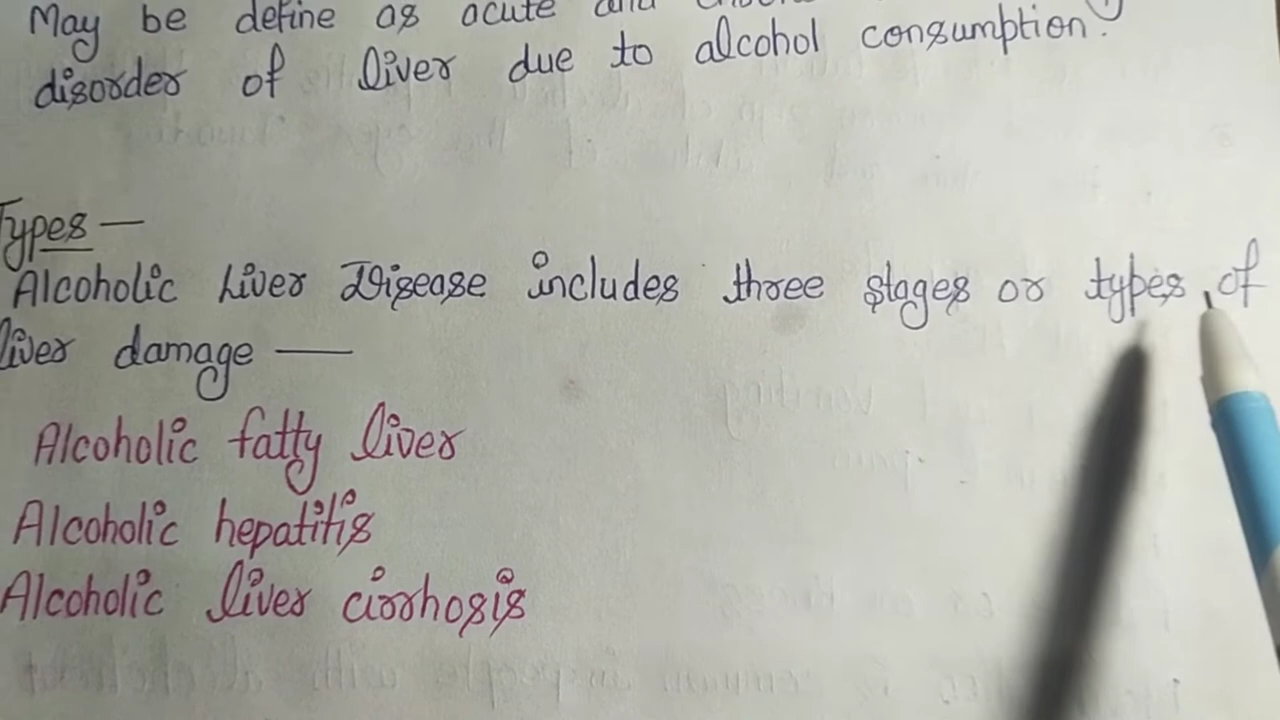 May be define as acute and
disorder of liver due to alcohol consumption.
Types —
Alcoholic Liver Disease includes three stages or types of
liver damage —
Alcoholic fatty liver
Alcoholic hepatitis
Alcoholic liver cirrhosis